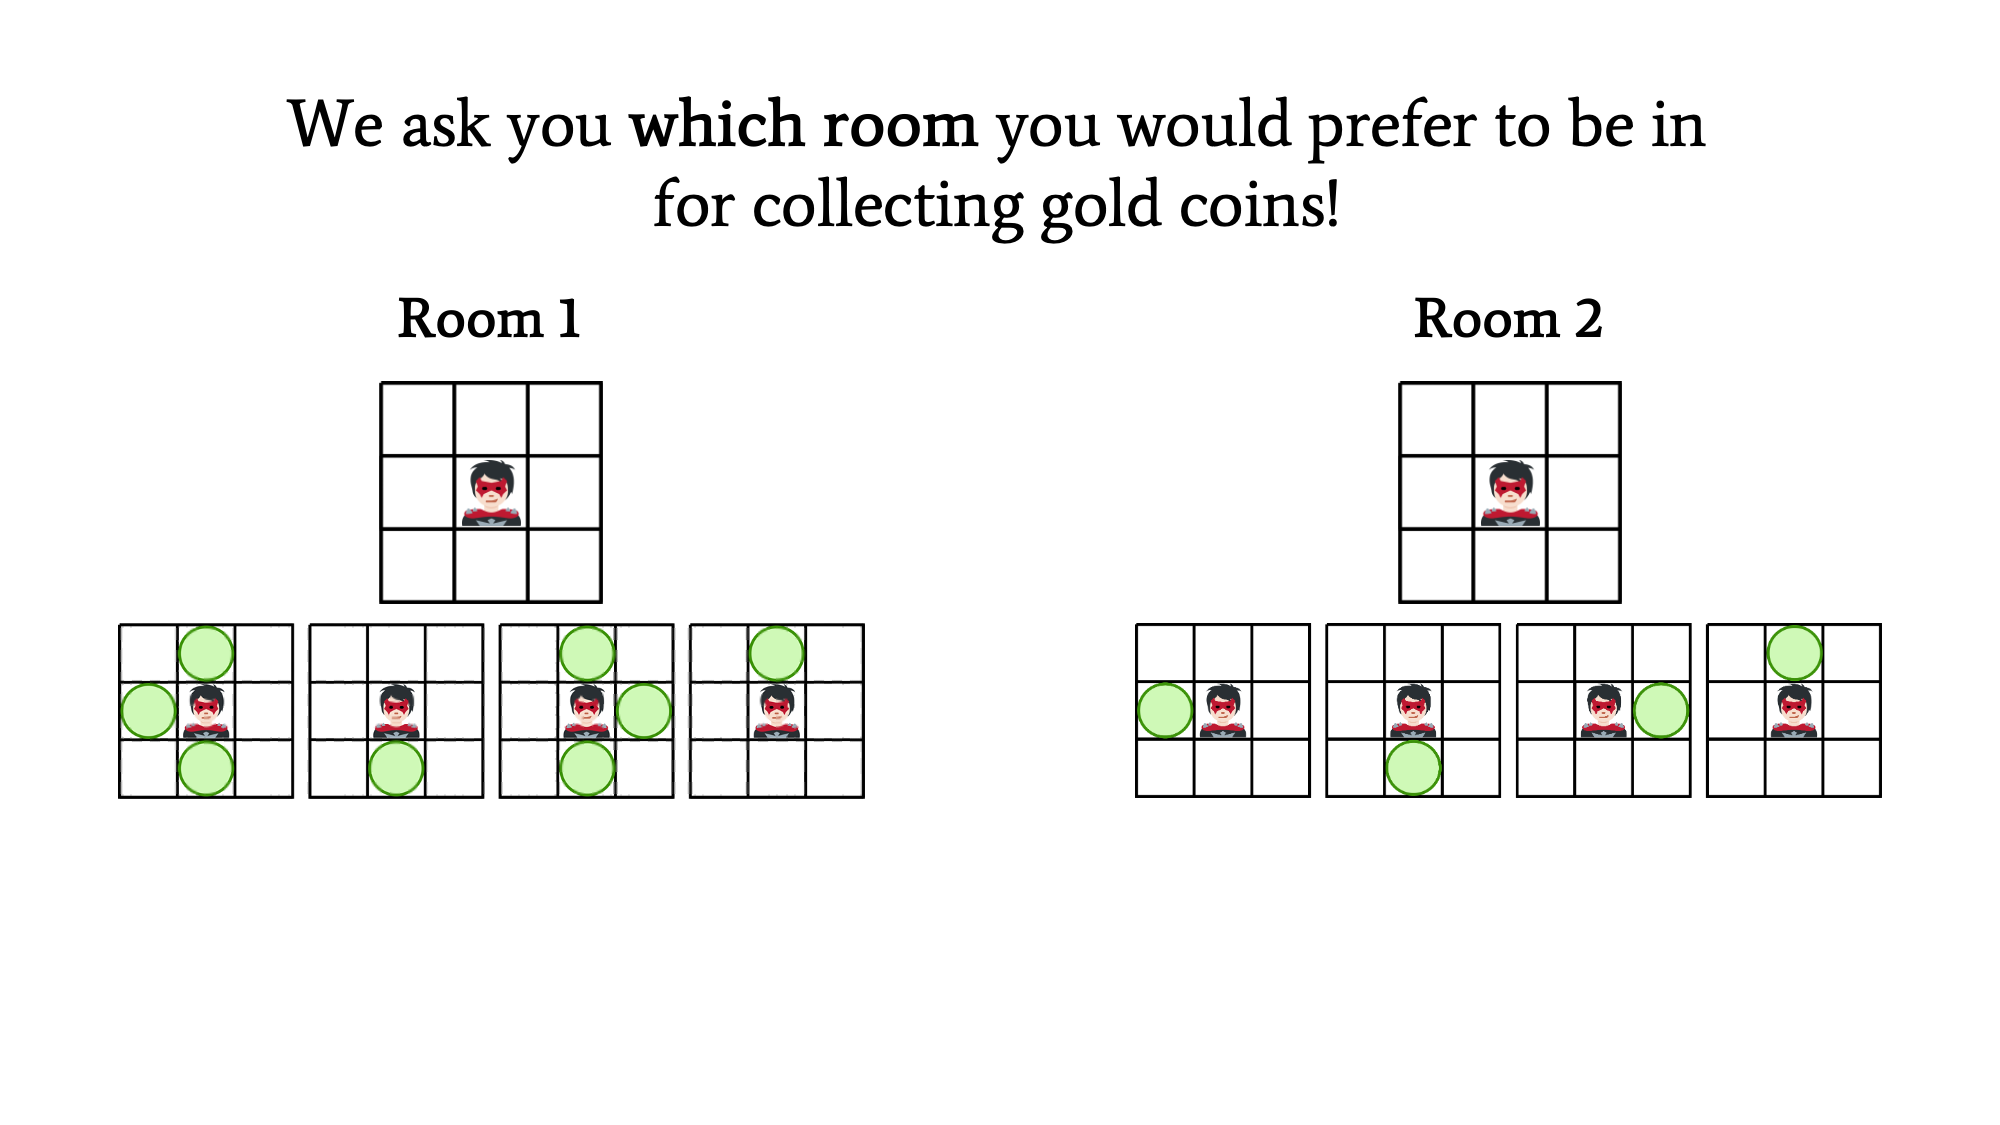 We ask you which room you would prefer to be in
for collecting gold coins!
Room 1
Room 2